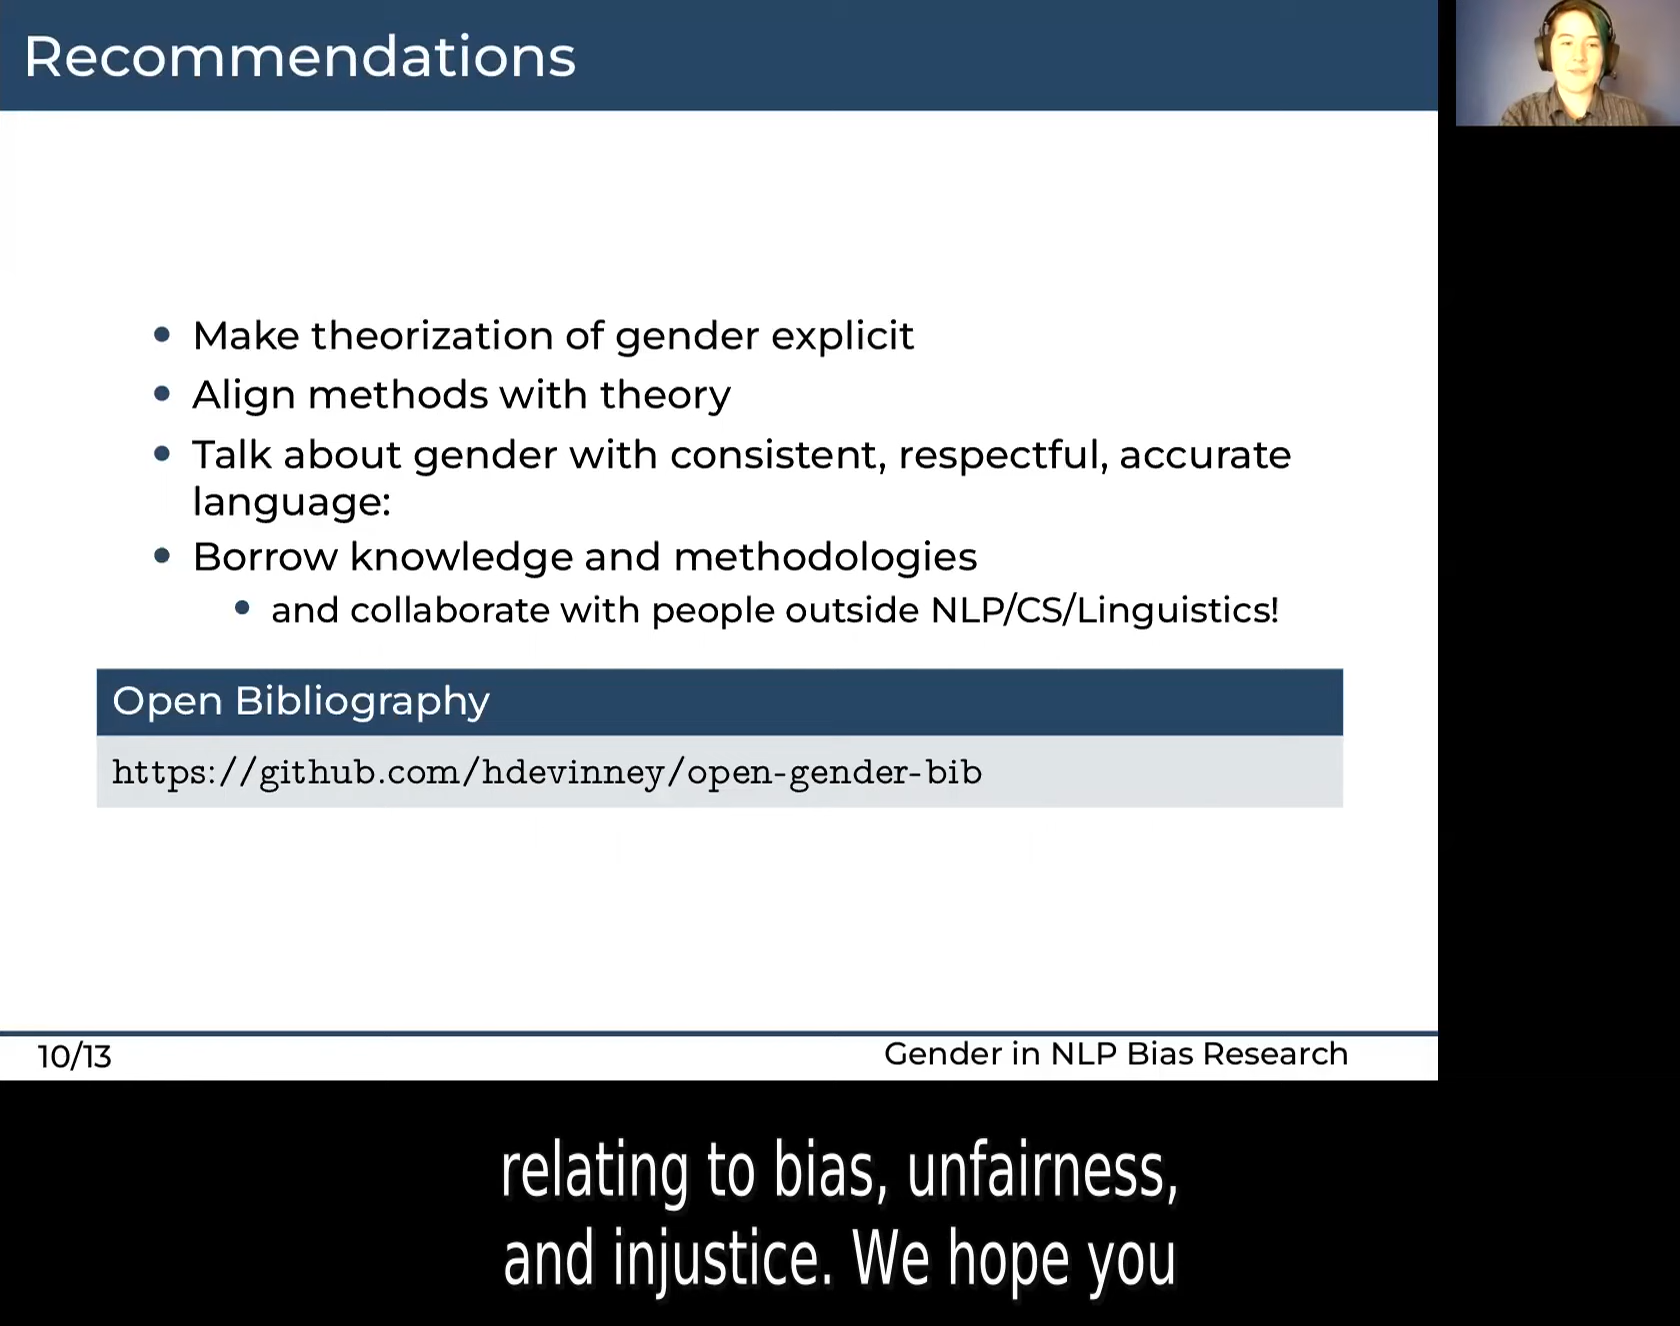 Recommendations
Make theorization of gender explicit
Align methods with theory
Talk about gender with consistent, respectful, accurate
language:
Borrow knowledge and methodologies
and collaborate with people outside NLP/CS/Linguistics!
Open Bibliography
https://github.com/hdevinney/open-gender-bib
10/13
Gender in NLP Bias Research
relating to bias, unfairness,
and injustice. We hope you